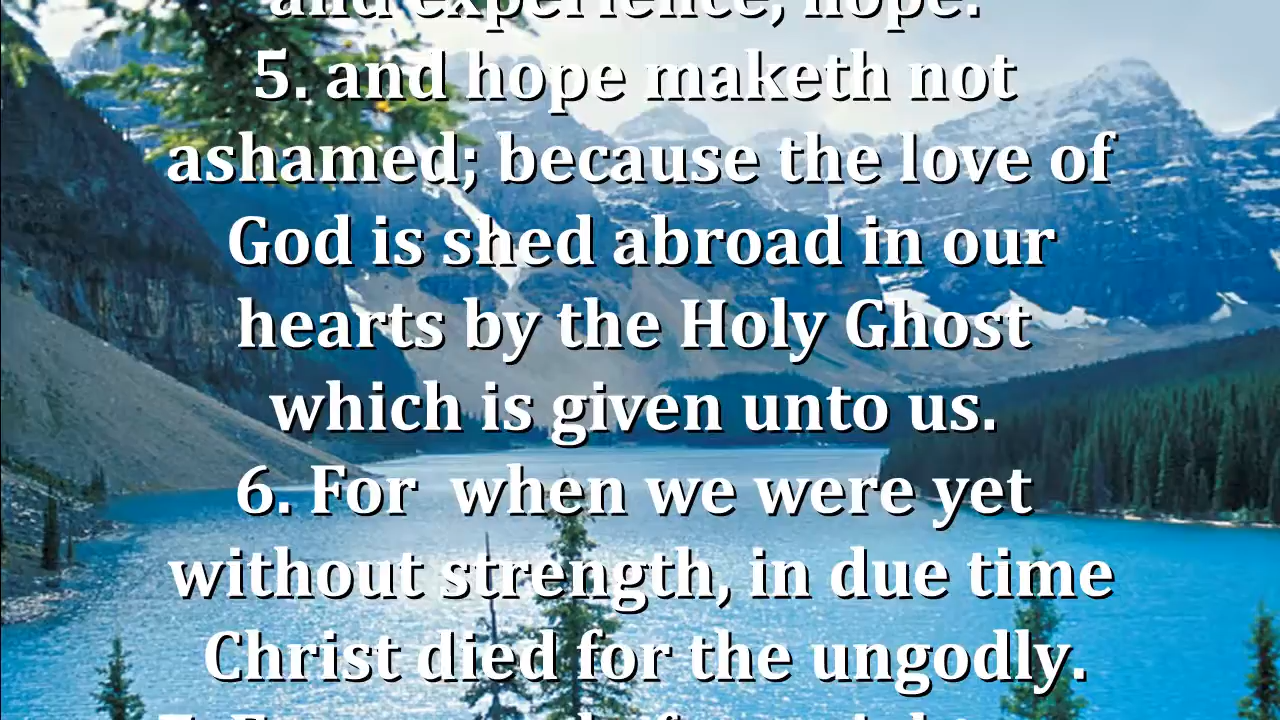 and experience, hope:
5. and hope maketh not
ashamed; because the love of
God is shed abroad in our
hearts by the Holy Ghost
which is given unto us.
6. For  when we were yet
without strength, in due time
Christ died for the ungodly.